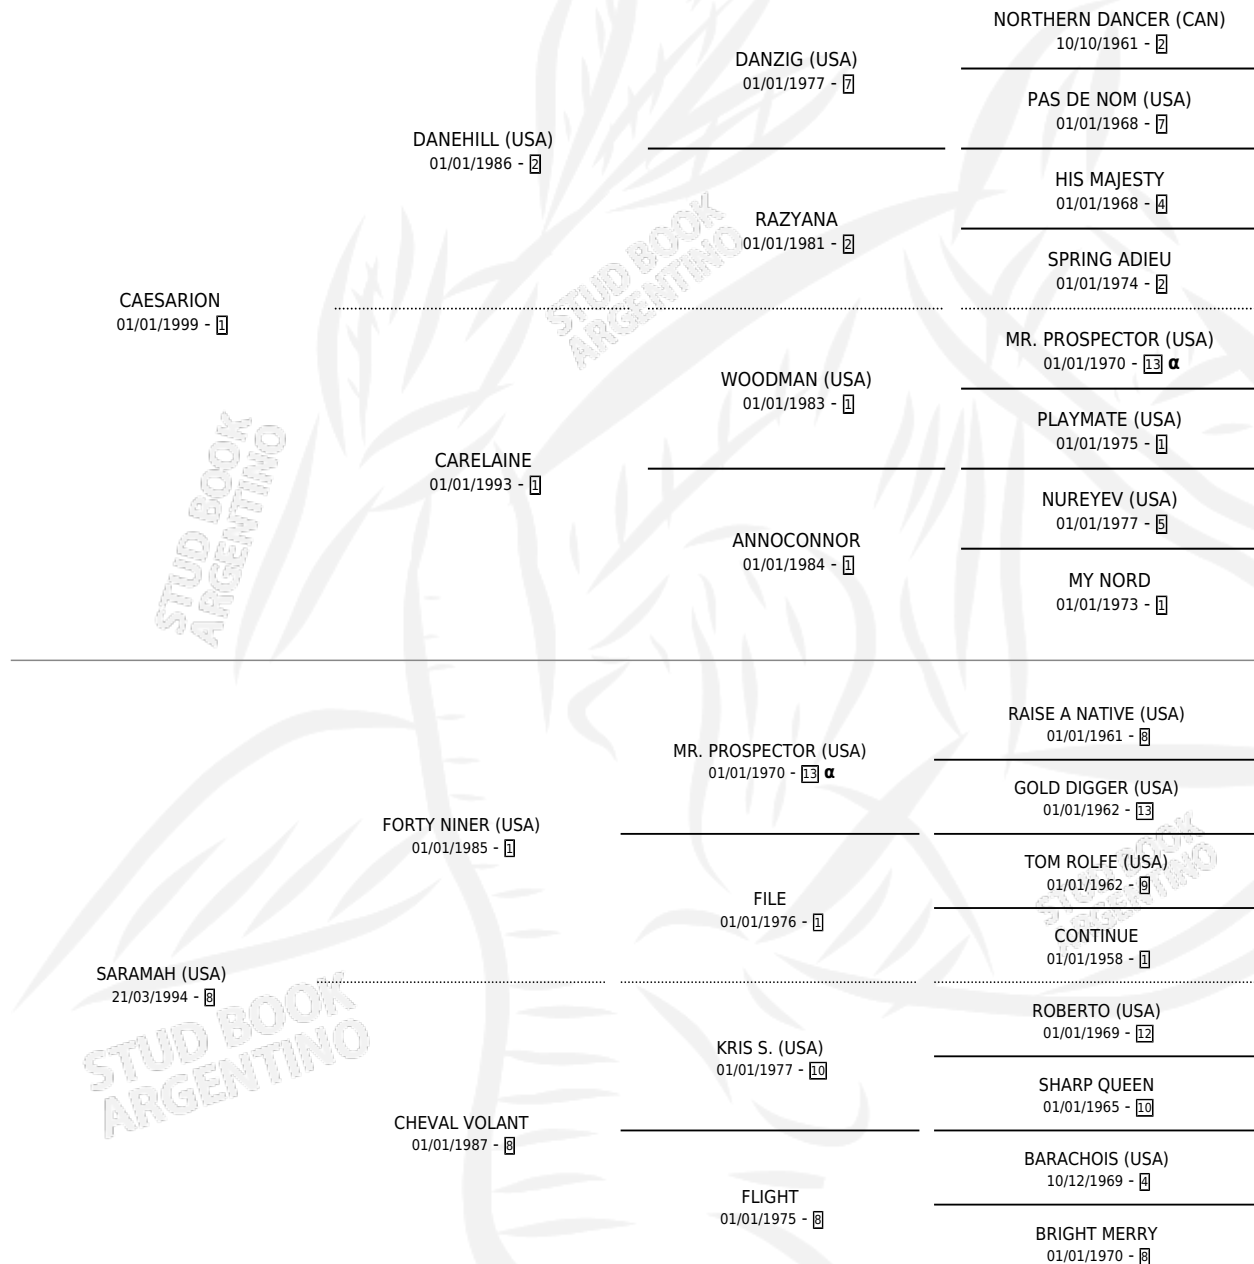 NORTHERN DANCER (CAN)
10/10/1961 - 2
DANZIG (USA)
01/01/1977 - 7
PAS DE NOM (USA)
01/01/1968 - 7
DANEHILL (USA)
01/01/1986 - 2
HIS MAJESTY
01/01/1968 - 4
RAZYANA
01/01/1981 - 2
SPRING ADIEU
01/01/1974 - 2
CAESARION
01/01/1999 - 1
MR. PROSPECTOR (USA)
01/01/1970 - 13 α
WOODMAN (USA)
01/01/1983 - 1
PLAYMATE (USA)
01/01/1975 - 1
CARELAINE
01/01/1993 - 1
NUREYEV (USA)
01/01/1977 - 5
ANNOCONNOR
01/01/1984 - 1
MY NORD
01/01/1973 - 1
RAISE A NATIVE (USA)
01/01/1961 - 8
MR. PROSPECTOR (USA)
01/01/1970 - 13 α
GOLD DIGGER (USA)
01/01/1962 - 13
FORTY NINER (USA)
01/01/1985 - 1
TOM ROLFE (USA)
01/01/1962 - 9
FILE
01/01/1976 - 1
CONTINUE
01/01/1958 - 1
SARAMAH (USA)
21/03/1994 - 8
ROBERTO (USA)
01/01/1969 - 12
KRIS S. (USA)
01/01/1977 - 10
SHARP QUEEN
01/01/1965 - 10
CHEVAL VOLANT
01/01/1987 - 8
BARACHOIS (USA)
10/12/1969 - 4
FLIGHT
01/01/1975 - 8
BRIGHT MERRY
01/01/1970 - 8
STUD BOOK
ARGENTINO
STUD BOOK
ARGENTINO
STUD BOOK
ARGENTINO
STUD BOOK
ARGENTINO